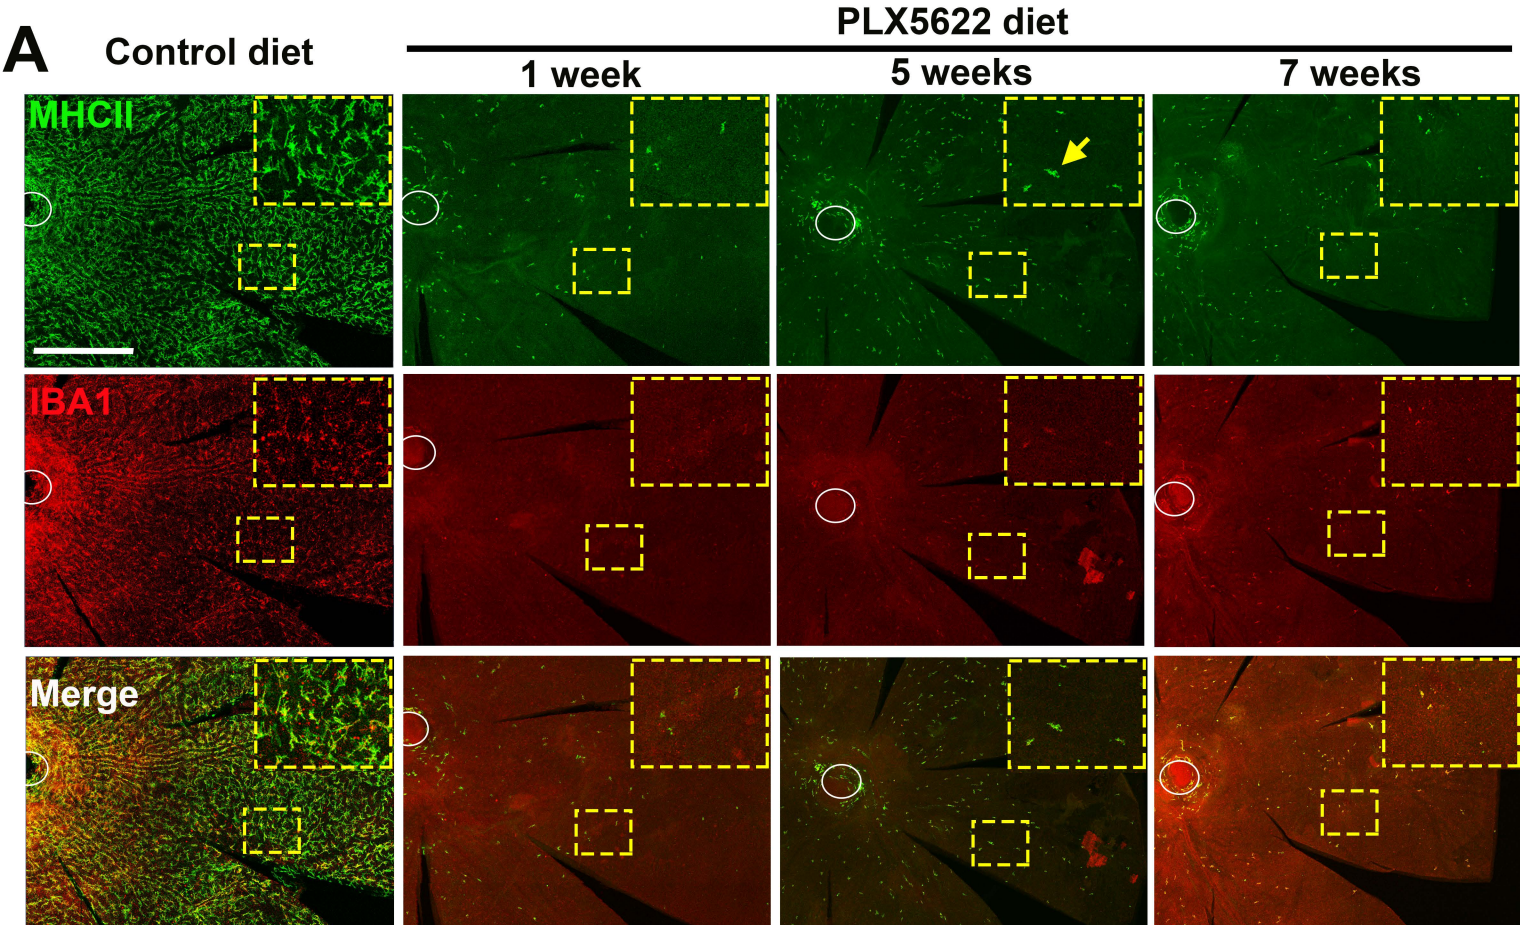 A
Control diet
PLX5622 diet
1 week
5 weeks
7 weeks
MHCII
IBA1
Merge